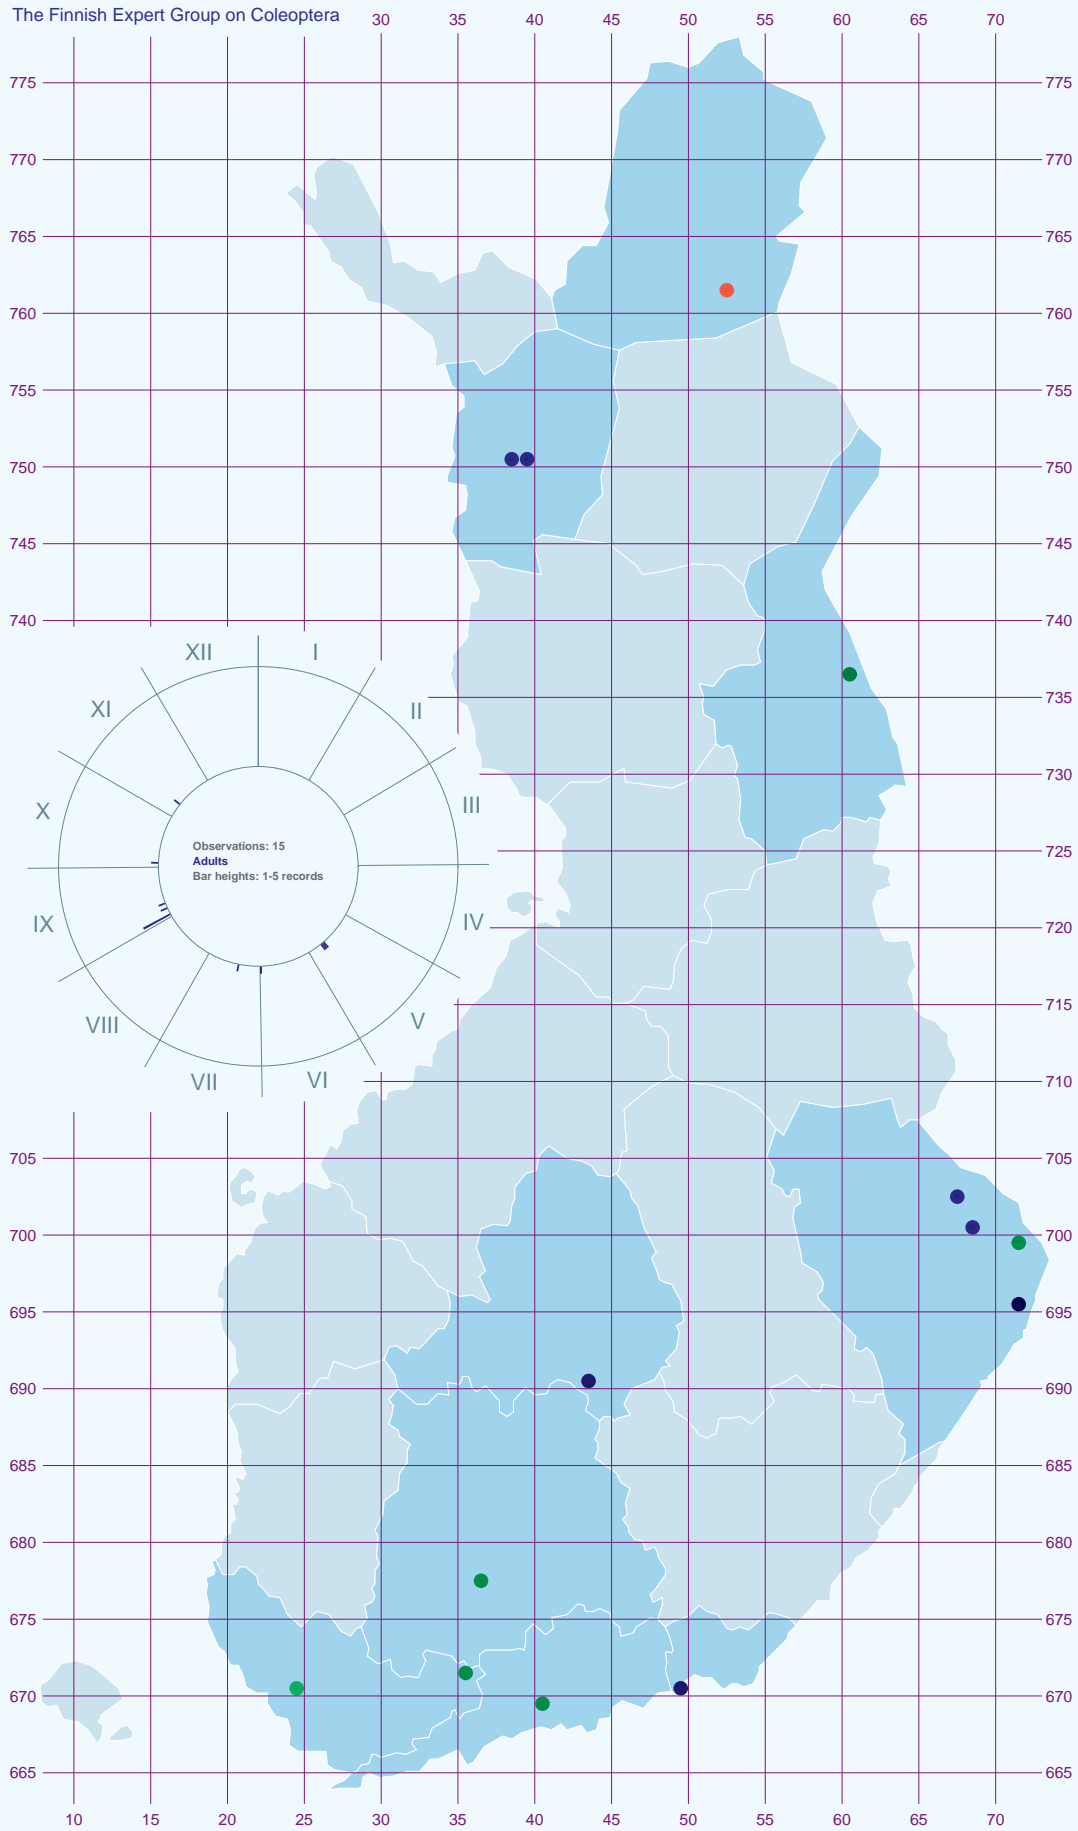 The Finnish Expert Group on Coleoptera
30 35 40 45 50 55 60 65 70
775 775
770 770
765 765
760 760
755 755
750 750
745 745
740 740
735
730
725
720
715
710
705 705
700 700
695 695
690 690
685 685
680 680
675 675
670 670
665 665
10 15 20 25 30 35 40 45 50 55 60 65 70
XII I
XI II
X III
IX IV
VIII V
VII VI
Observations: 15
Adults
Bar heights: 1-5 records